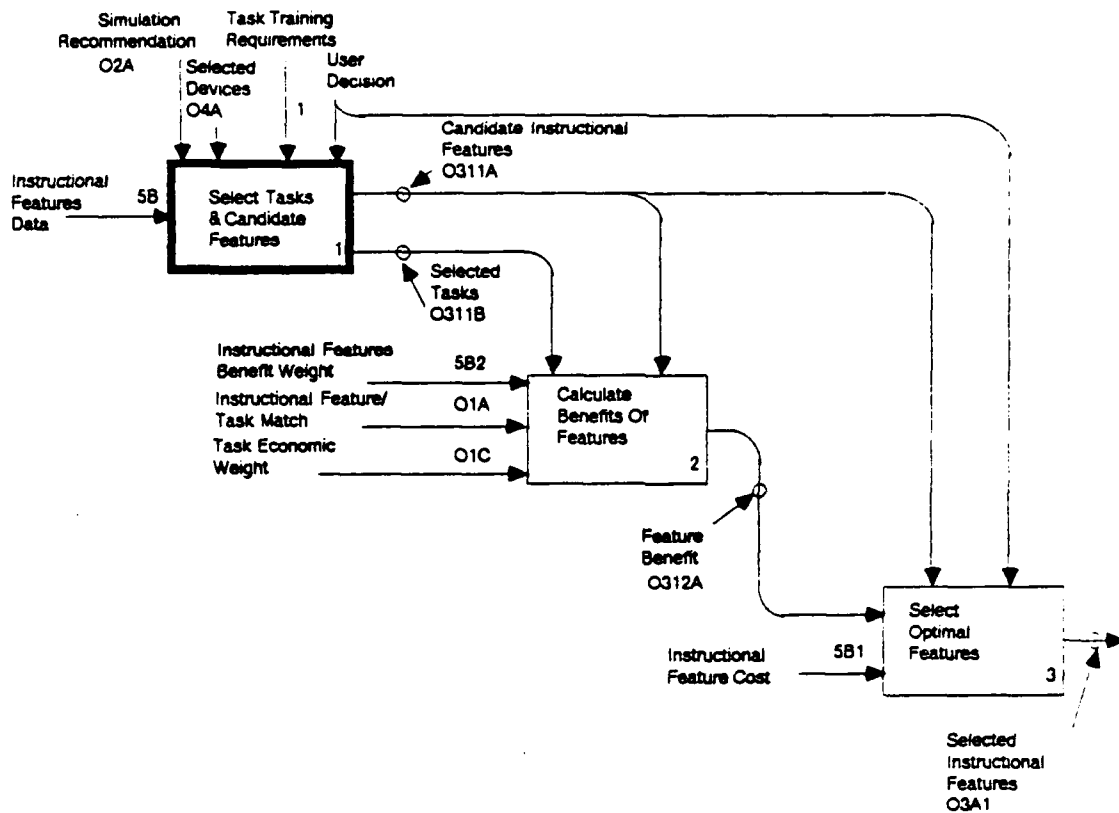 Simulation
Recommendation
O2A
Task Training
Requirements
1
Selected
Devices
O4A
User
Decision
Candidate Instructional
Features
O311A
Instructional
Features
Data
5B
Select Tasks
& Candidate
Features
1
Selected
Tasks
O311B
Instructional Features
Benefit Weight
5B2
Instructional Feature/
Task Match
O1A
Task Economic
Weight
O1C
Calculate
Benefits Of
Features
2
Feature
Benefit
O312A
Select
Optimal
Features
3
Instructional
Feature Cost
5B1
Selected
Instructional
Features
O3A1